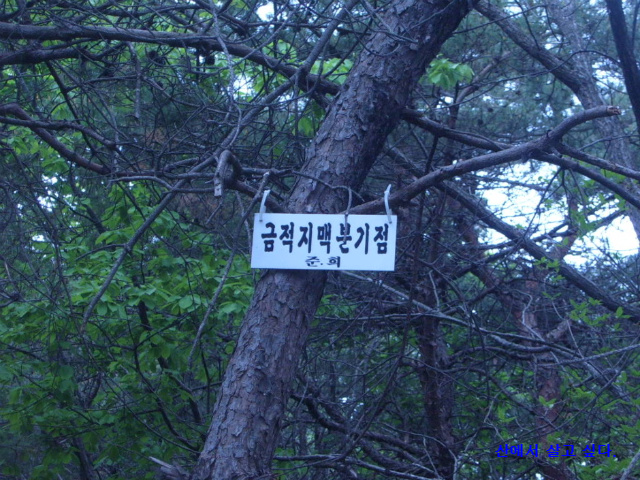 금적지맥분기점
준.희
산에서 살고 싶다.